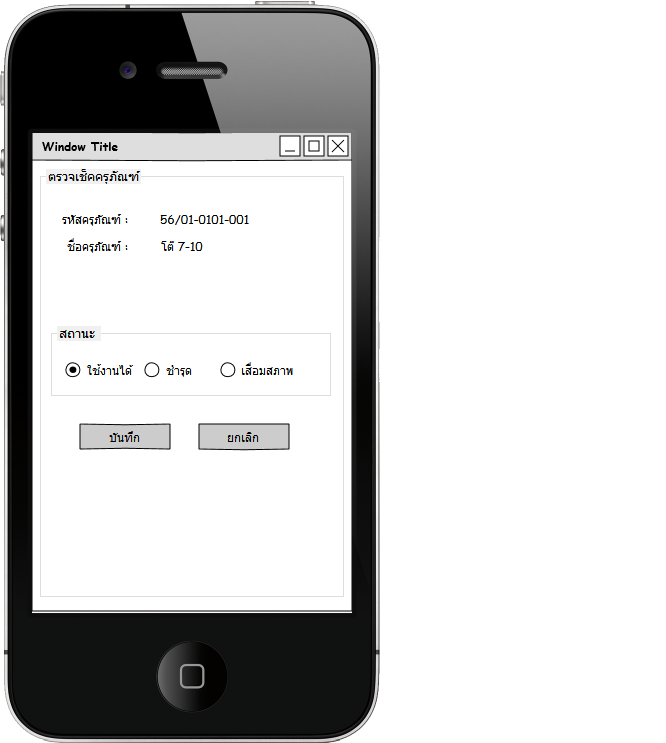 Window Title
ตรวจเช็คครุภัณฑ์
รหัสครุภัณฑ์ : 56/01-0101-001
ชื่อครุภัณฑ์ : โต๊ 7-10
สถานะ
ใช้งานได้ ชำรุด เสื่อมสภาพ
บันทึก ยกเลิก